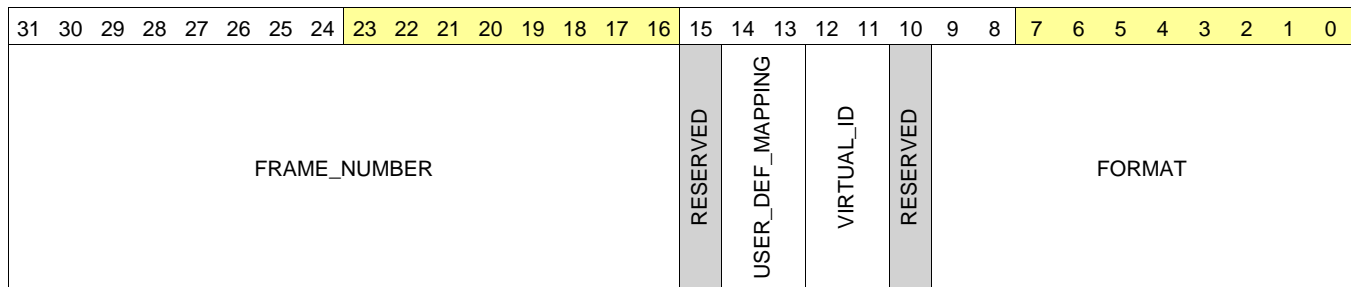 31 30 29 28 27 26 25 24 23 22 21 20 19 18 17 16 15 14 13 12 11 10 9 8 7 6 5 4 3 2 1 0
FRAME_NUMBER
RESERVED
USER_DEF_MAPPING
VIRTUAL_ID
RESERVED
FORMAT